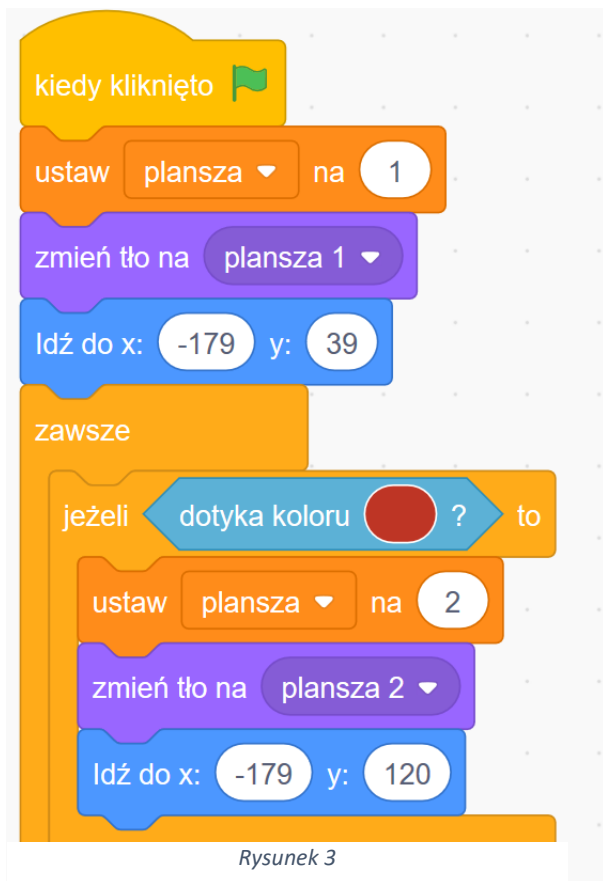 kiedy kliknięto
ustaw plansza na 1
zmień tło na plansza 1
Idź do x: -179 y: 39
zawsze
jeżeli dotyka koloru ? to
ustaw plansza na 2
zmień tło na plansza 2
Idź do x: -179 y: 120
Rysunek 3